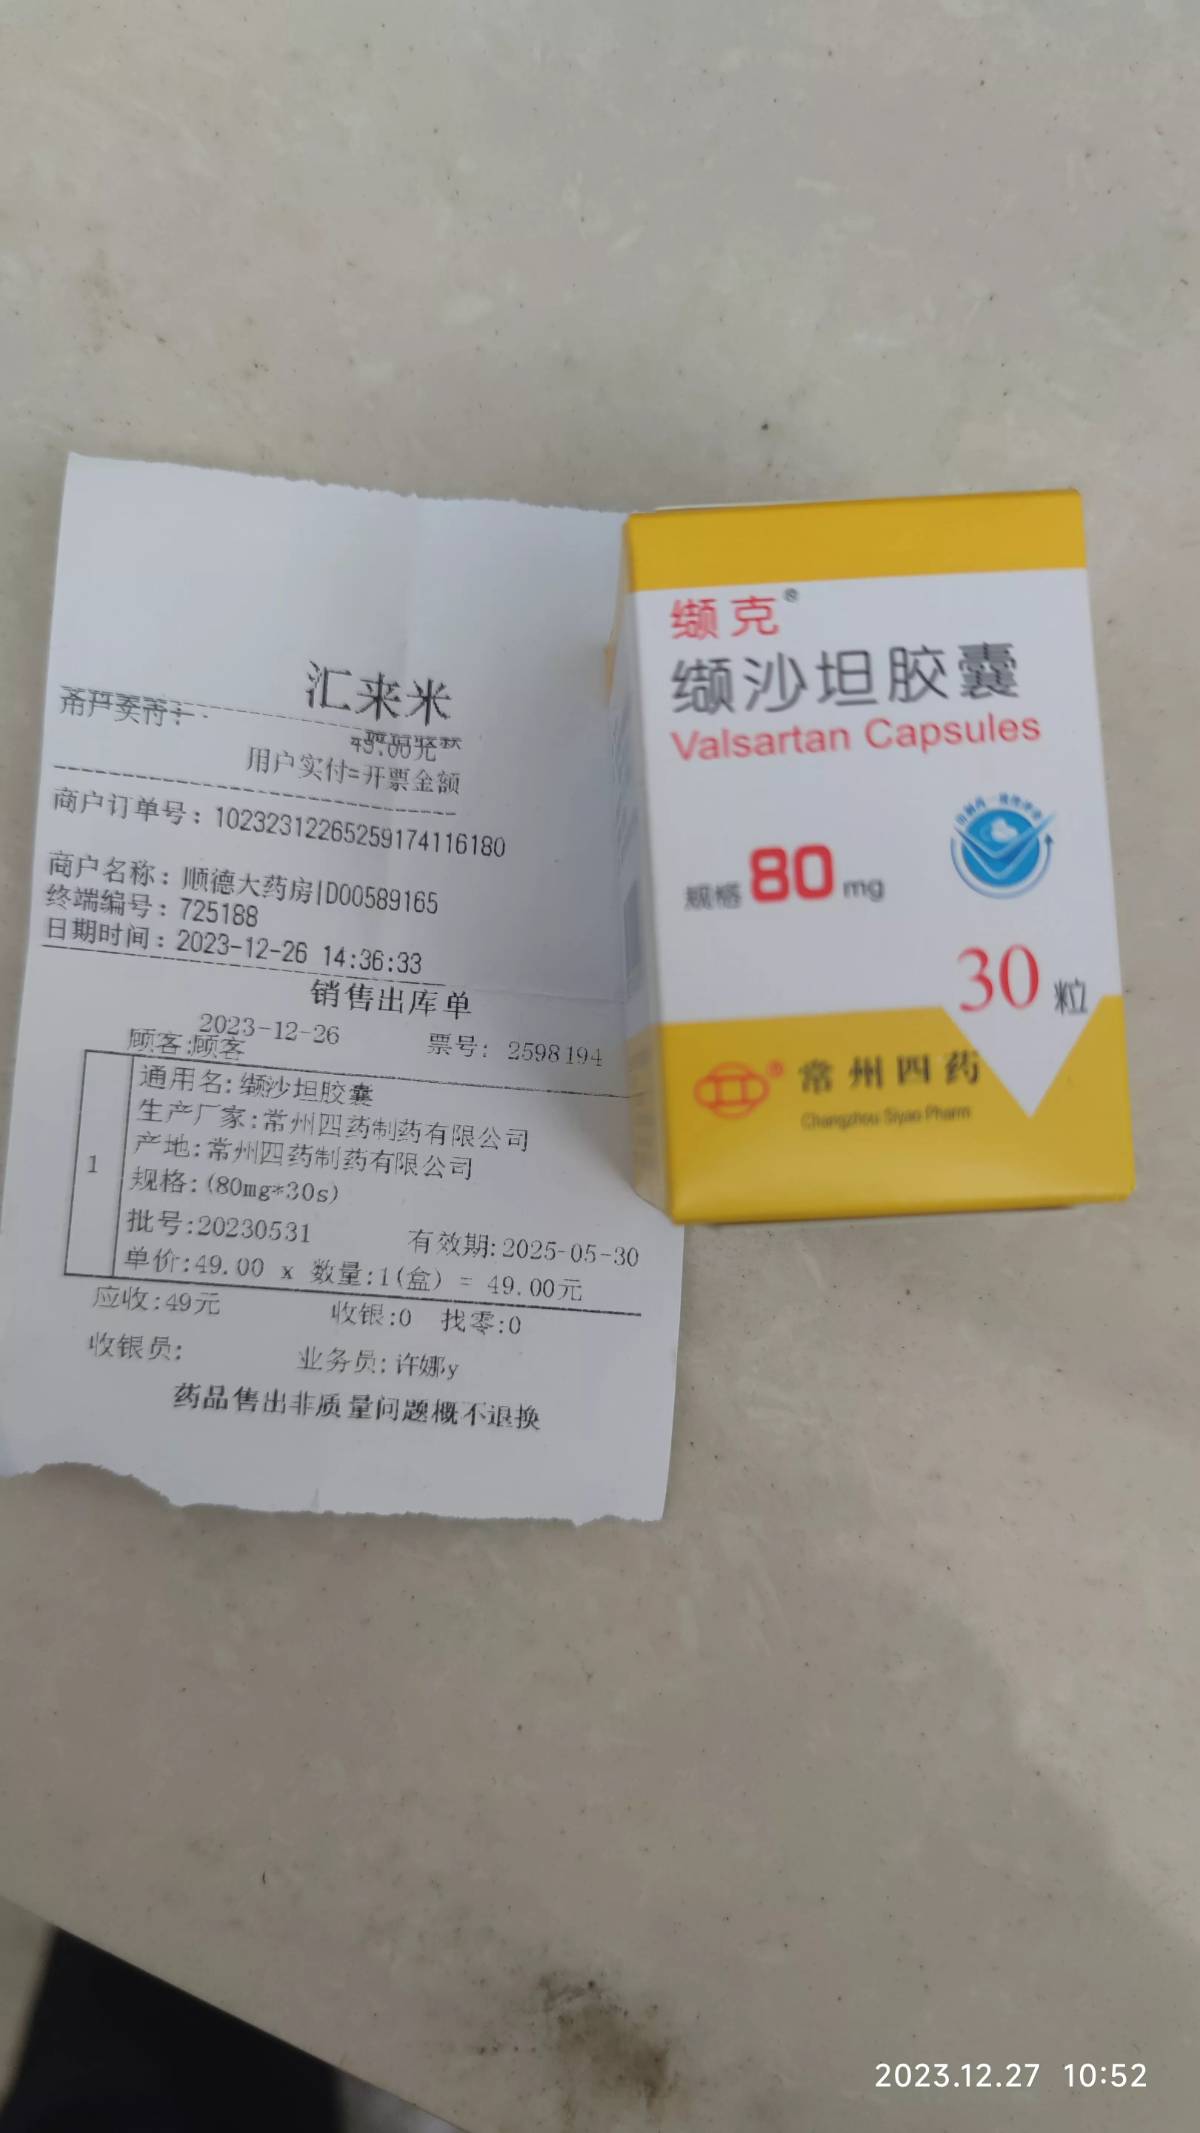 汇来米
49.00元
用户实付=开票金额
商户订单号：102323122652591741161​80
商户名称：顺德大药房|D00589165
终端编号：725188
日期时间：2023-12-26 14:36:33
销售出库单
2023-12-26 票号：2598194
顾客:顾客
1
通用名:缬沙坦胶囊
生产厂家:常州四药制药有限公司
产地:常州四药制药有限公司
规格:(80mg*30s)
批号:20230531 有效期:2025-05-30
单价:49.00 x 数量:1(盒) = 49.00元
应收:49元 收银:0 找零:0
收银员: 业务员:许娜y
药品售出非质量问题概不退换
缬克®
缬沙坦胶囊
Valsartan Capsules
规格 80 mg
30 粒
® 常州四药
Changzhou Siyao Pharm
2023.12.27 10:52